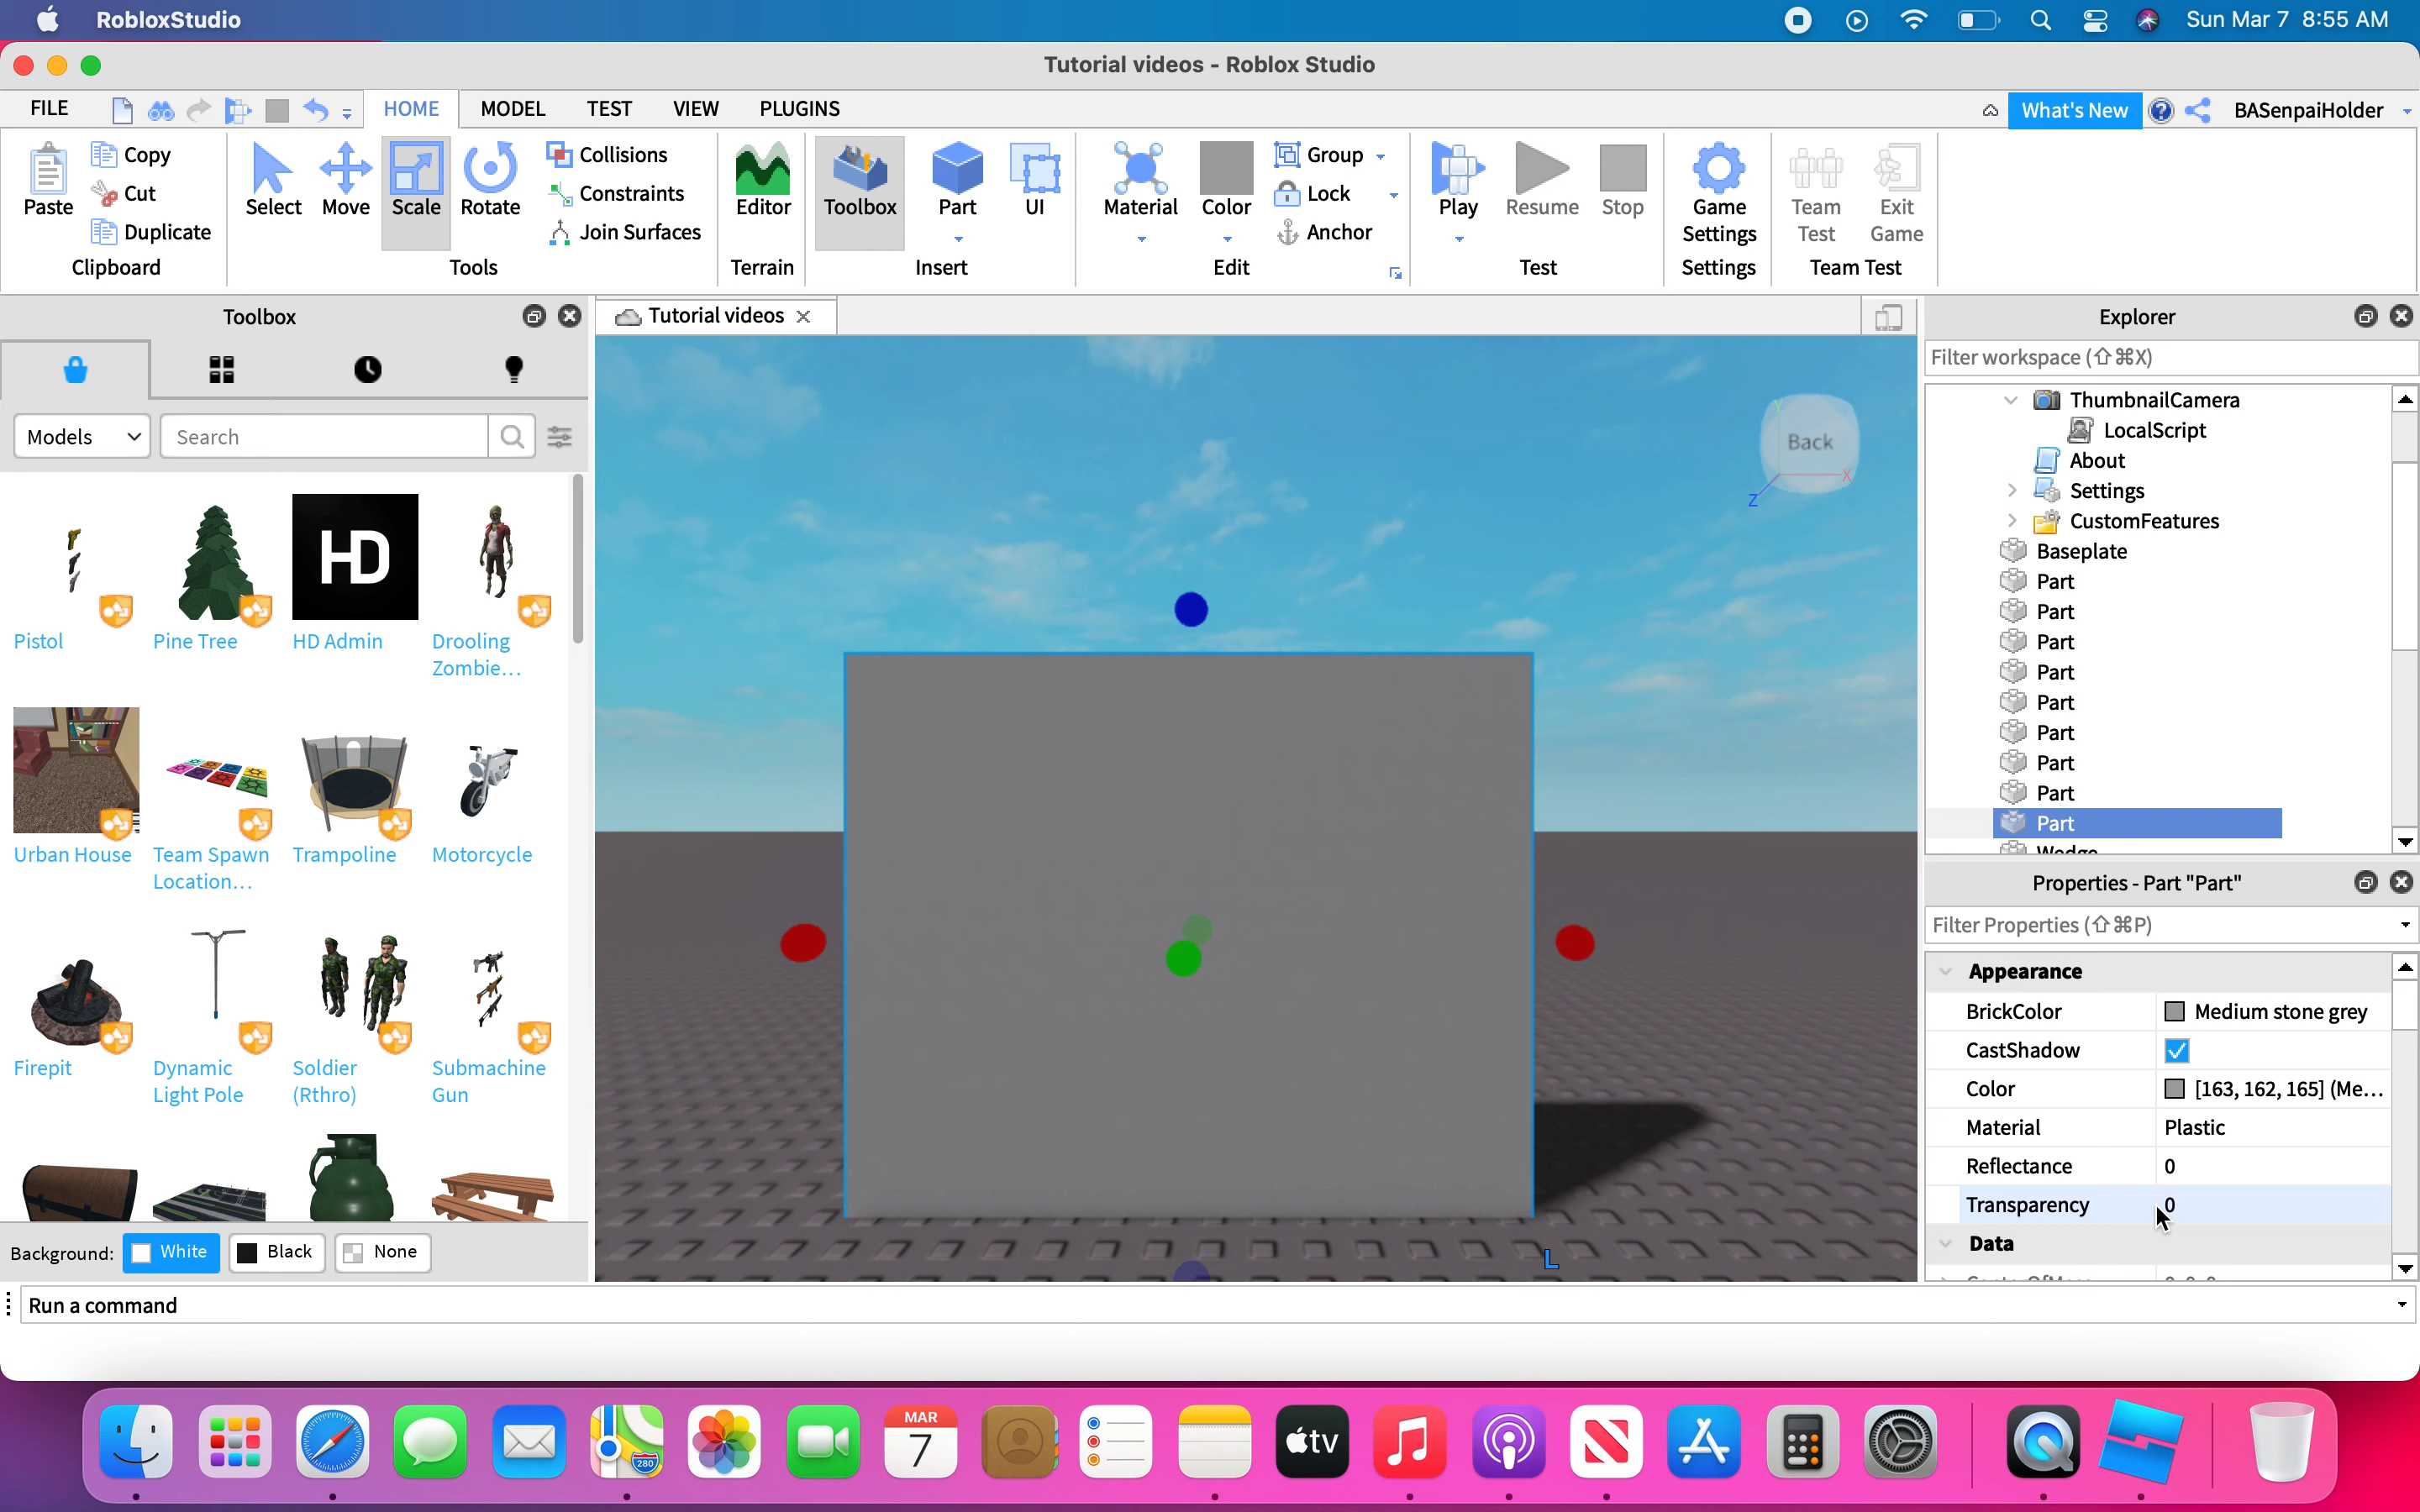 RobloxStudio
Sun Mar 7 8:55 AM
Tutorial videos - Roblox Studio
FILE
HOME
MODEL
TEST
VIEW
PLUGINS
What's New
BASenpaiHolder
Paste
Copy
Cut
Duplicate
Clipboard
Select
Move
Scale
Rotate
Collisions
Constraints
Join Surfaces
Tools
Editor
Terrain
Toolbox
Part
UI
Insert
Material
Color
Group
Lock
Anchor
Edit
Play
Resume
Stop
Test
Game
Settings
Settings
Team
Test
Exit
Game
Team Test
Toolbox
Models
Search
HD
Pistol
Pine Tree
HD Admin
Drooling
Zombie...
Urban House
Team Spawn
Location...
Trampoline
Motorcycle
Firepit
Dynamic
Light Pole
Soldier
(Rthro)
Submachine
Gun
Background:
White
Black
None
Tutorial videos
Back
Y
X
Z
L
Explorer
Filter workspace (⇧⌘X)
ThumbnailCamera
LocalScript
About
Settings
CustomFeatures
Baseplate
Part
Part
Part
Part
Part
Part
Part
Part
Part
Wedge
Properties - Part "Part"
Filter Properties (⇧⌘P)
Appearance
BrickColor Medium stone grey
CastShadow
Color [163, 162, 165] (Me...
Material Plastic
Reflectance 0
Transparency 0
Data
Run a command
280
MAR
7
tv